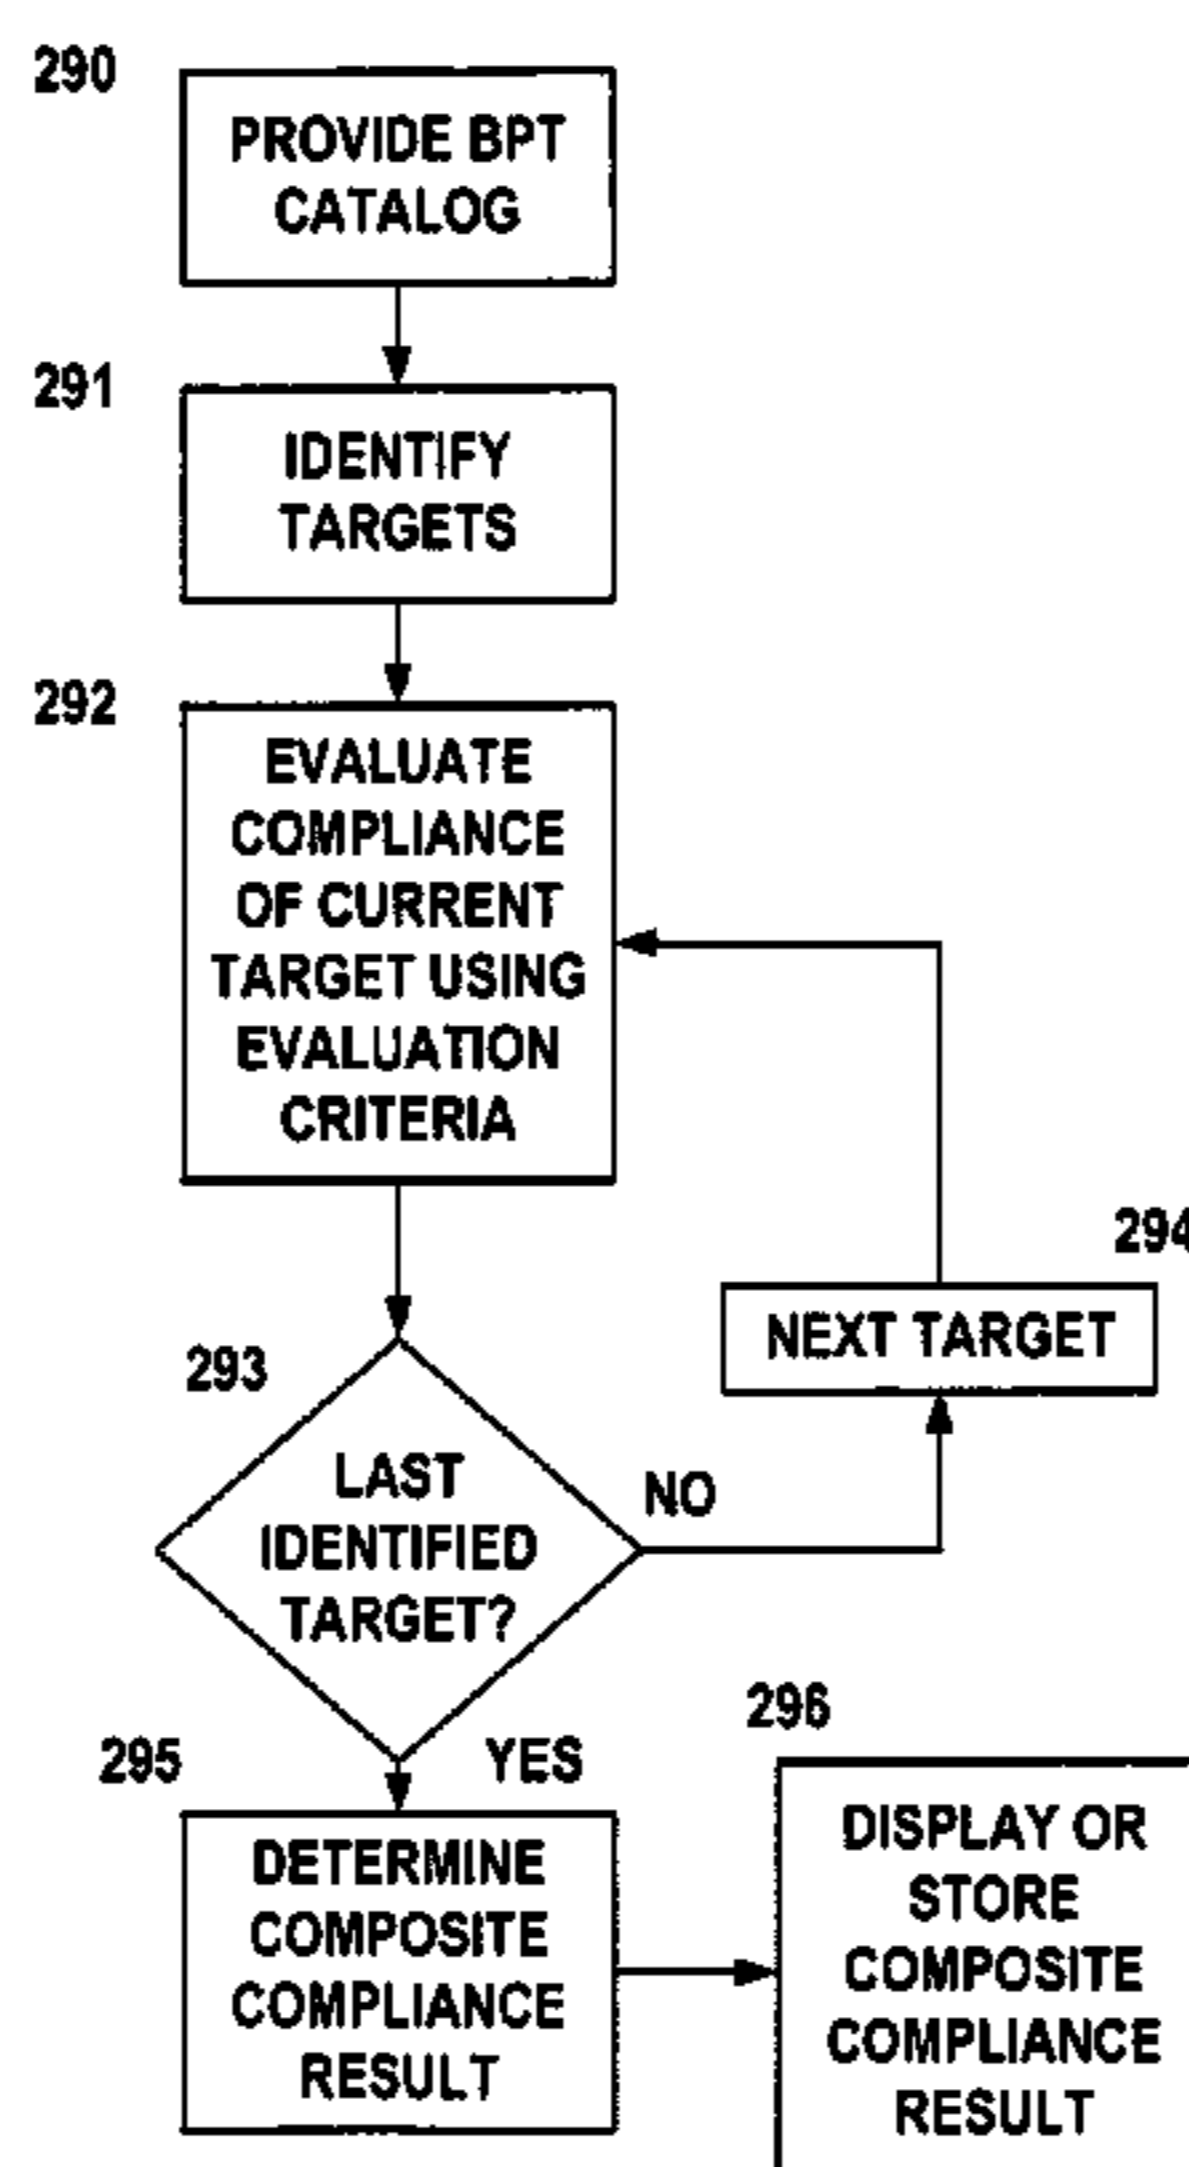 290
PROVIDE BPT
CATALOG
291
IDENTIFY
TARGETS
292
EVALUATE
COMPLIANCE
OF CURRENT
TARGET USING
EVALUATION
CRITERIA
294
NEXT TARGET
293
LAST
IDENTIFIED
TARGET?
NO
YES
295
DETERMINE
COMPOSITE
COMPLIANCE
RESULT
296
DISPLAY OR
STORE
COMPOSITE
COMPLIANCE
RESULT